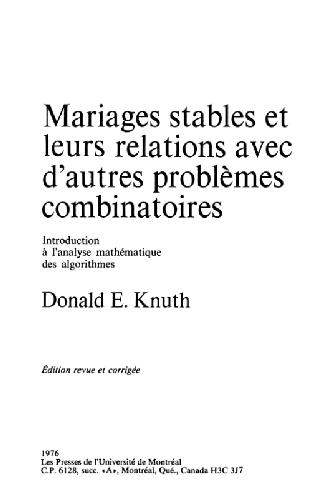 Mariages stables et
leurs relations avec
d'autres problèmes
combinatoires
Introduction
à l'analyse mathématique
des algorithmes
Donald E. Knuth
Édition revue et corrigée
1976
Les Presses de l'Université de Montréal
C.P. 6128, succ. «A», Montréal, Qué., Canada H3C 3J7